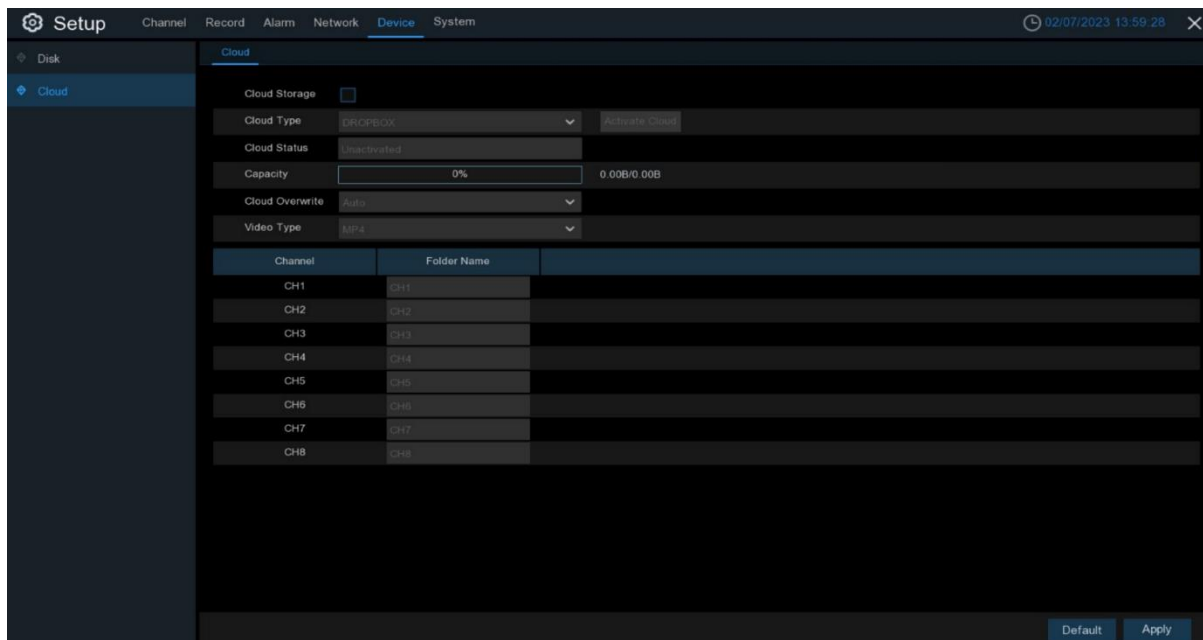 Setup Channel Record Alarm Network Device System 02/07/2023 13:59:28
Disk
Cloud
Cloud
Cloud Storage
Cloud Type DROPBOX Activate Cloud
Cloud Status Unactivated
Capacity 0% 0.00B/0.00B
Cloud Overwrite Auto
Video Type MP4
Channel Folder Name
CH1 CH1
CH2 CH2
CH3 CH3
CH4 CH4
CH5 CH5
CH6 CH6
CH7 CH7
CH8 CH8
Default Apply